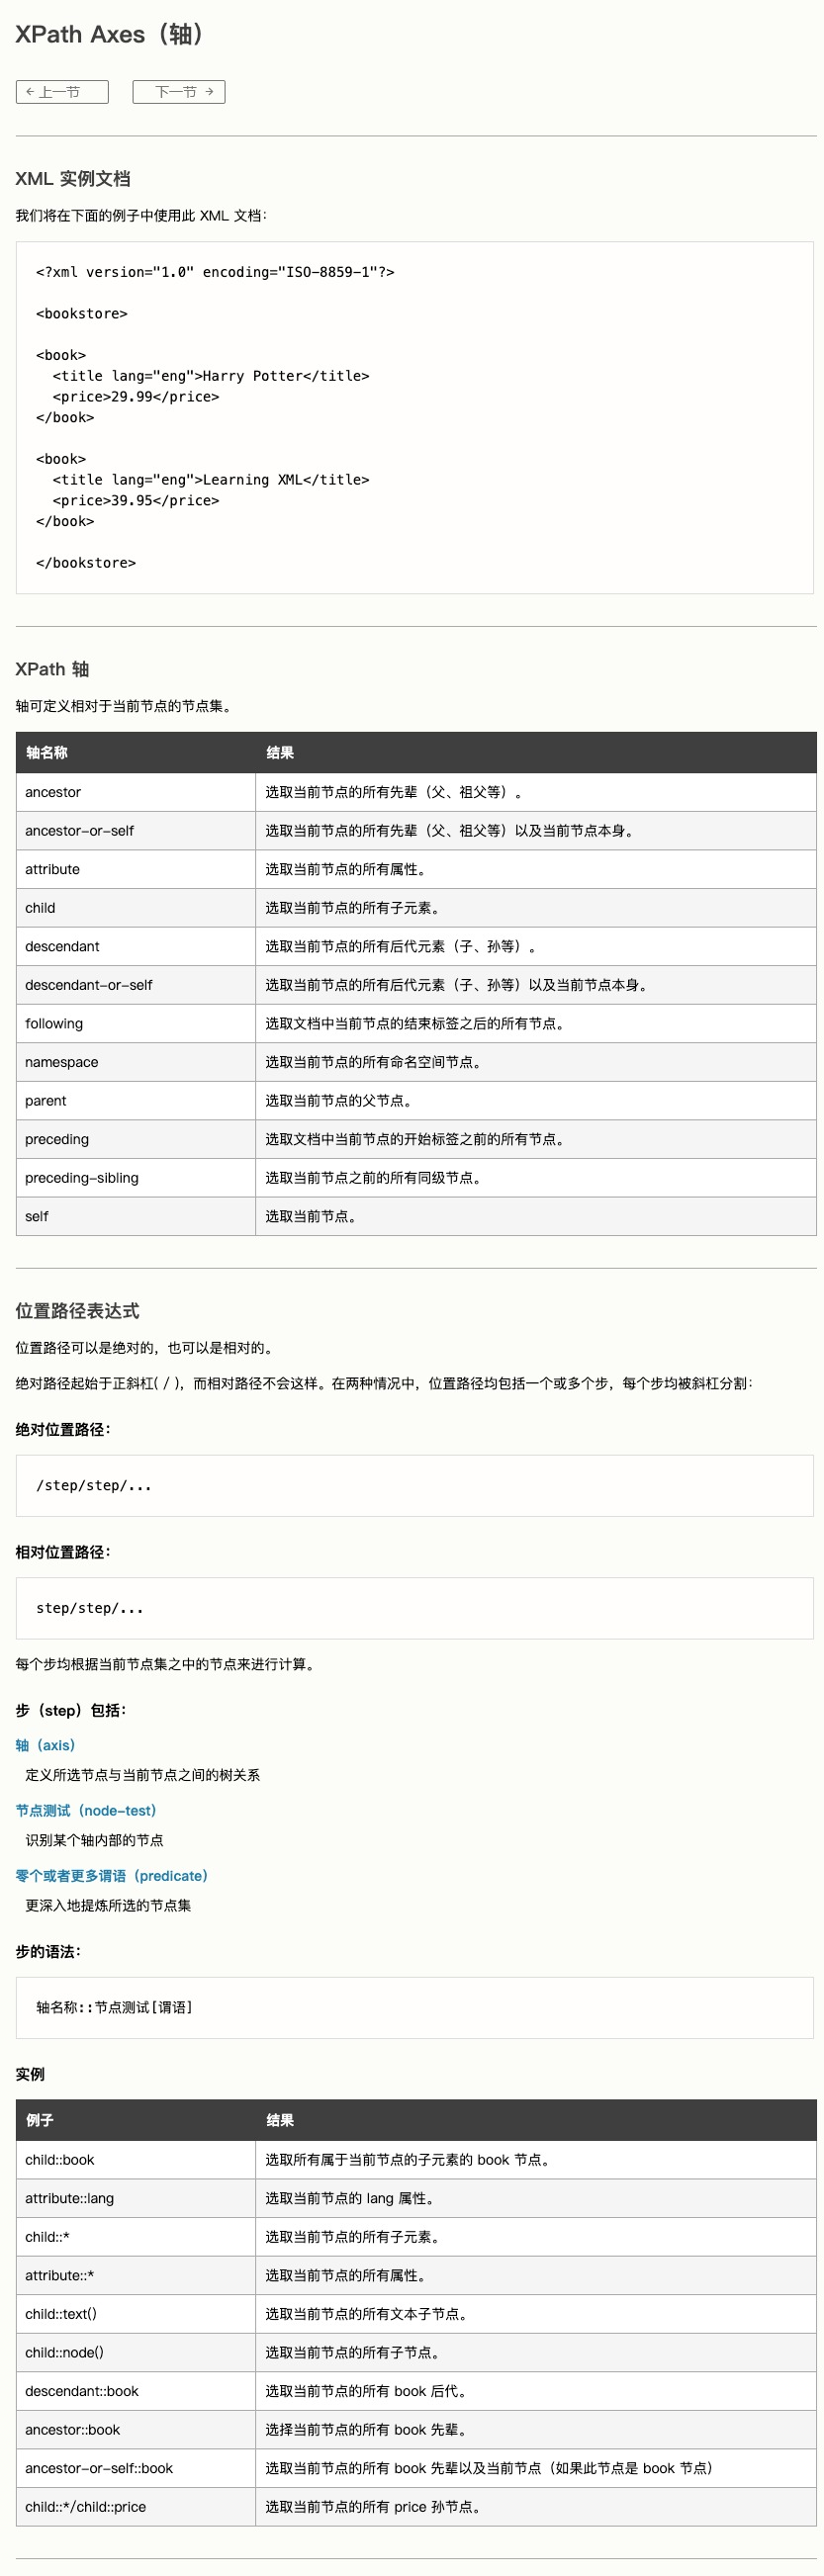 XPath Axes（轴）
← 上一节 下一节 →
XML 实例文档
我们将在下面的例子中使用此 XML 文档：
<?xml version="1.0" encoding="ISO-8859-1"?>
<bookstore>
<book>
  <title lang="eng">Harry Potter</title>
  <price>29.99</price>
</book>
<book>
  <title lang="eng">Learning XML</title>
  <price>39.95</price>
</book>
</bookstore>
XPath 轴
轴可定义相对于当前节点的节点集。
轴名称 结果
ancestor 选取当前节点的所有先辈（父、祖父等）。
ancestor-or-self 选取当前节点的所有先辈（父、祖父等）以及当前节点本身。
attribute 选取当前节点的所有属性。
child 选取当前节点的所有子元素。
descendant 选取当前节点的所有后代元素（子、孙等）。
descendant-or-self 选取当前节点的所有后代元素（子、孙等）以及当前节点本身。
following 选取文档中当前节点的结束标签之后的所有节点。
namespace 选取当前节点的所有命名空间节点。
parent 选取当前节点的父节点。
preceding 选取文档中当前节点的开始标签之前的所有节点。
preceding-sibling 选取当前节点之前的所有同级节点。
self 选取当前节点。
位置路径表达式
位置路径可以是绝对的，也可以是相对的。
绝对路径起始于正斜杠( / )，而相对路径不会这样。在两种情况中，位置路径均包括一个或多个步，每个步均被斜杠分割：
绝对位置路径：
/step/step/...
相对位置路径：
step/step/...
每个步均根据当前节点集之中的节点来进行计算。
步（step）包括：
轴（axis）
定义所选节点与当前节点之间的树关系
节点测试（node-test）
识别某个轴内部的节点
零个或者更多谓语（predicate）
更深入地提炼所选的节点集
步的语法：
轴名称::节点测试[谓语]
实例
例子 结果
child::book 选取所有属于当前节点的子元素的 book 节点。
attribute::lang 选取当前节点的 lang 属性。
child::* 选取当前节点的所有子元素。
attribute::* 选取当前节点的所有属性。
child::text() 选取当前节点的所有文本子节点。
child::node() 选取当前节点的所有子节点。
descendant::book 选取当前节点的所有 book 后代。
ancestor::book 选择当前节点的所有 book 先辈。
ancestor-or-self::book 选取当前节点的所有 book 先辈以及当前节点（如果此节点是 book 节点）
child::*/child::price 选取当前节点的所有 price 孙节点。